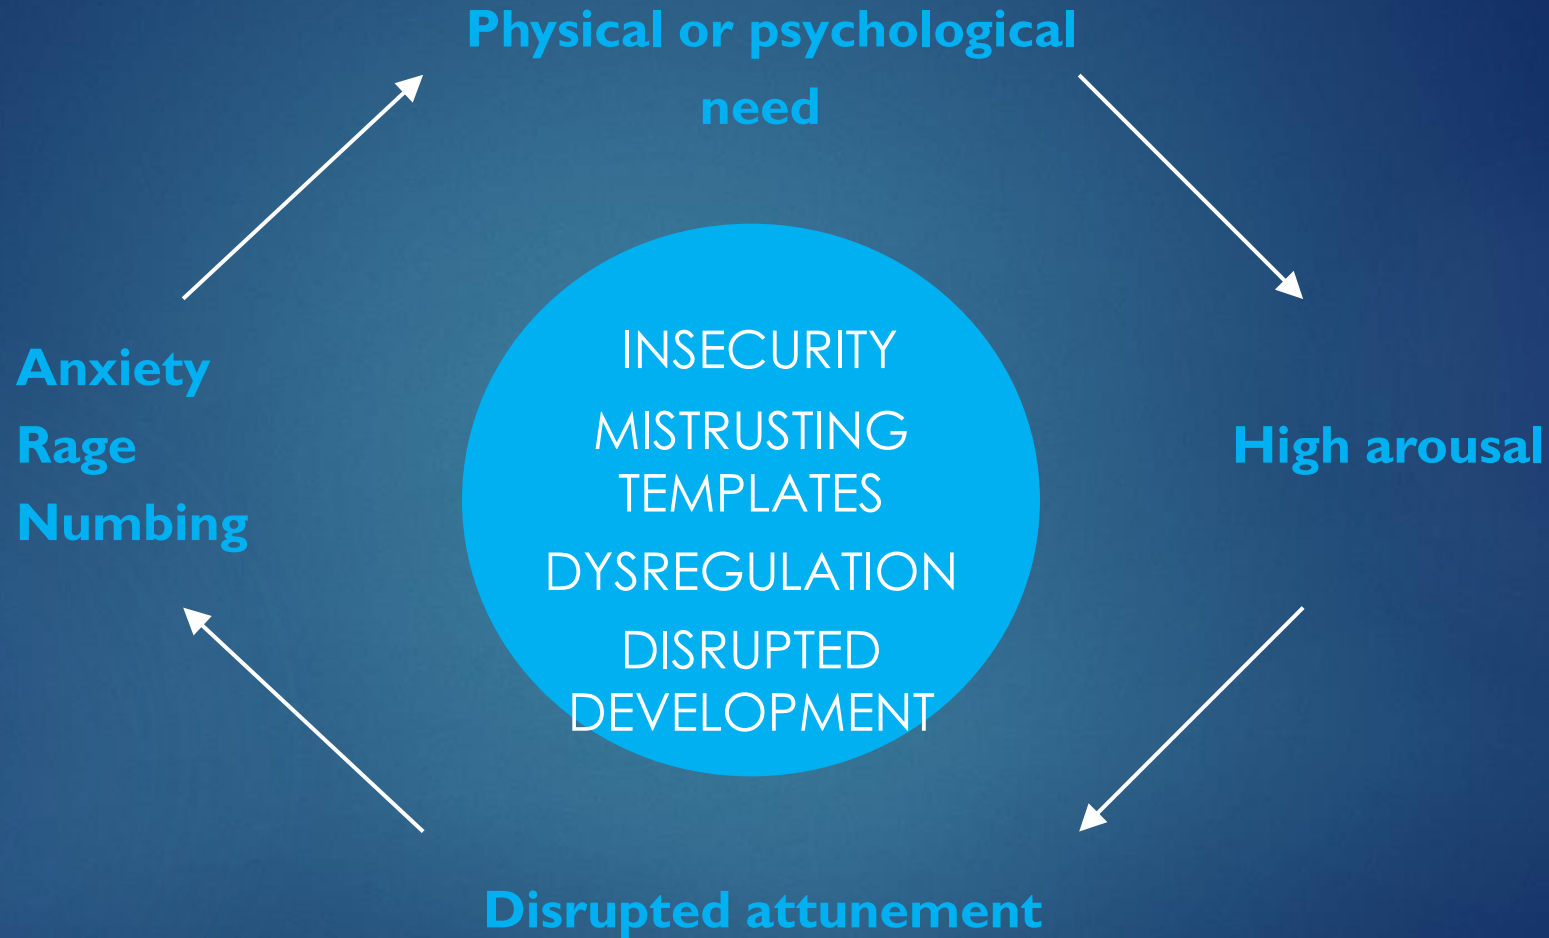 Physical or psychological
need
Anxiety
Rage
Numbing
INSECURITY
MISTRUSTING
TEMPLATES
DYSREGULATION
DISRUPTED
DEVELOPMENT
High arousal
Disrupted attunement